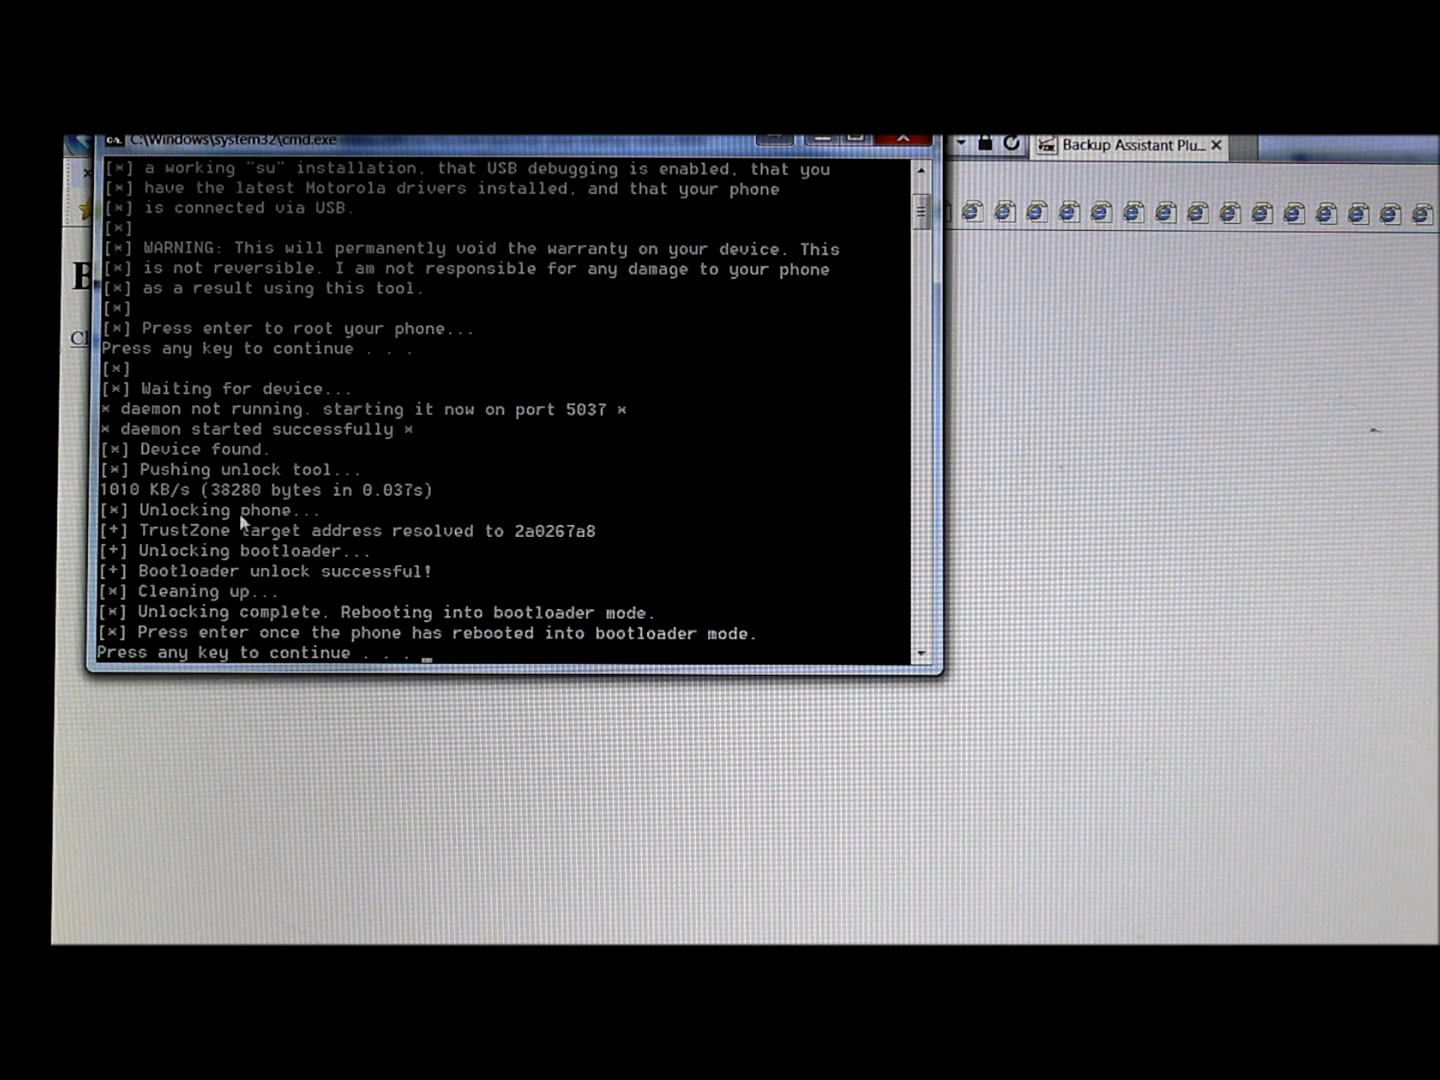 C:\Windows\system32\cmd.exe
Backup Assistant Plu...
[*] a working "su" installation, that USB debugging is enabled, that you
[*] have the latest Motorola drivers installed, and that your phone
[*] is connected via USB.
[*]
[*] WARNING: This will permanently void the warranty on your device. This
[*] is not reversible. I am not responsible for any damage to your phone
[*] as a result using this tool.
[*]
[*] Press enter to root your phone...
Press any key to continue . . .
[*]
[*] Waiting for device...
* daemon not running. starting it now on port 5037 *
* daemon started successfully *
[*] Device found.
[*] Pushing unlock tool...
1010 KB/s (38280 bytes in 0.037s)
[*] Unlocking phone...
[+] TrustZone target address resolved to 2a0267a8
[+] Unlocking bootloader...
[+] Bootloader unlock successful!
[*] Cleaning up...
[*] Unlocking complete. Rebooting into bootloader mode.
[*] Press enter once the phone has rebooted into bootloader mode.
Press any key to continue . . .